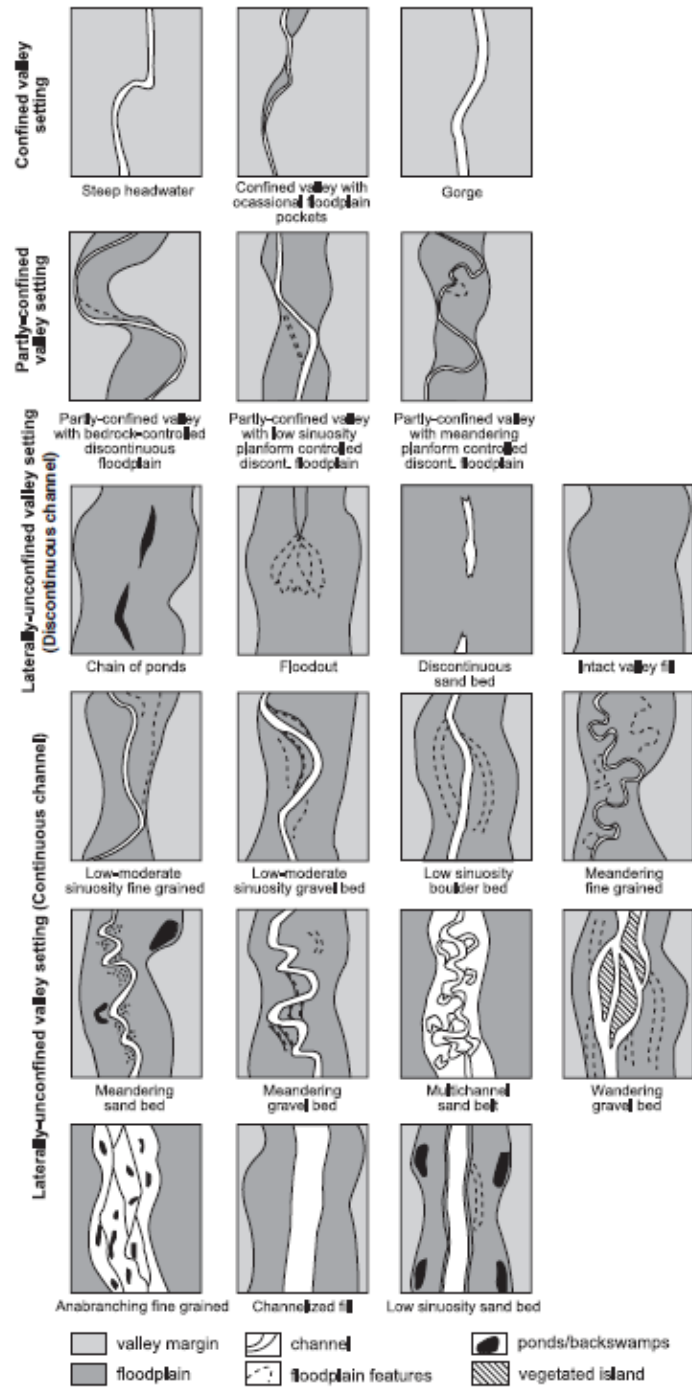 Confined valley
setting
Steep headwater
Confined valley with
ocassional floodplain
pockets
Gorge
Partly-confined
valley setting
Partly-confined valley
with bedrock-controlled
discontinuous
floodplain
Partly-confined valley
with low sinuosity
planform controlled
discont. floodplain
Partly-confined valley
with meandering
planform controlled
discont. floodplain
Laterally-unconfined valley setting
(Discontinuous channel)
Chain of ponds
Floodout
Discontinuous
sand bed
Intact valley fill
Laterally-unconfined valley setting (Continuous channel)
Low-moderate
sinuosity fine grained
Low-moderate
sinuosity gravel bed
Low sinuosity
boulder bed
Meandering
fine grained
Meandering
sand bed
Meandering
gravel bed
Multichannel
sand belt
Wandering
gravel bed
Anabranching fine grained
Channelized fill
Low sinuosity sand bed
valley margin
channel
ponds/backswamps
floodplain
floodplain features
vegetated island